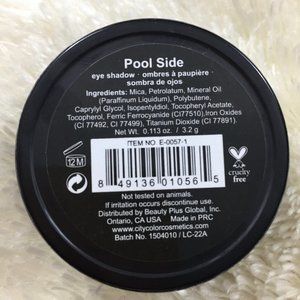 Pool Side
eye shadow · ombres à paupière ·
sombra de ojos
Ingredients: Mica, Petrolatum, Mineral Oil
(Paraffinum Liquidum), Polybutene,
Caprylyl Glycol, Isopentyldiol, Tocopheryl Acetate,
Tocopherol, Ferric Ferrocyanide (CI77510),Iron Oxides
(CI 77492, CI 77499), Titanium Dioxide (CI 77891).
Net Wt. 0.113 oz. / 3.2 g
ITEM NO. E-0057-1
12 M
8 49136 01056 5
cruelty
free
Not tested on animals.
If irritation occurs discontinue use.
Distributed by Beauty Plus Global, Inc.
Ontario, CA USA Made in PRC
www.citycolorcosmetics.com
Batch No. 1504010 / LC-22A